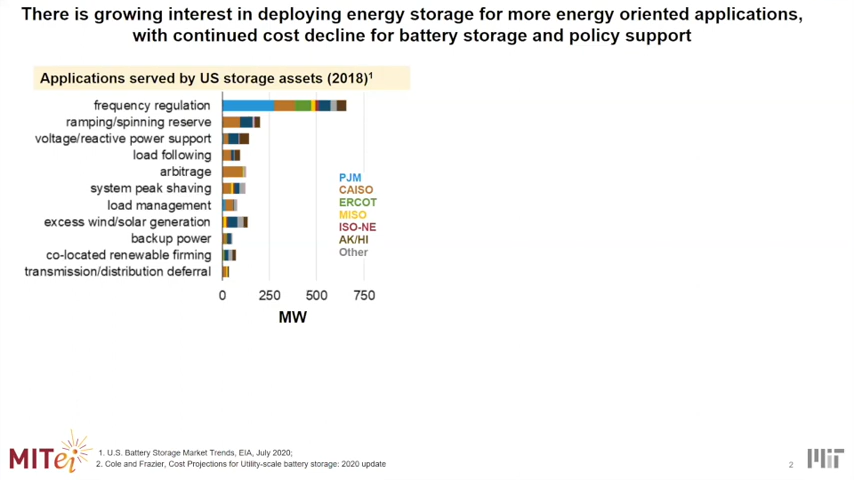 There is growing interest in deploying energy storage for more energy oriented applications,
with continued cost decline for battery storage and policy support
Applications served by US storage assets (2018)¹
frequency regulation
ramping/spinning reserve
voltage/reactive power support
load following
arbitrage
system peak shaving
load management
excess wind/solar generation
backup power
co-located renewable firming
transmission/distribution deferral
PJM
CAISO
ERCOT
MISO
ISO-NE
AK/HI
Other
0 250 500 750
MW
MITei
1. U.S. Battery Storage Market Trends, EIA, July 2020;
2. Cole and Frazier, Cost Projections for Utility-scale battery storage: 2020 update
2
MIT